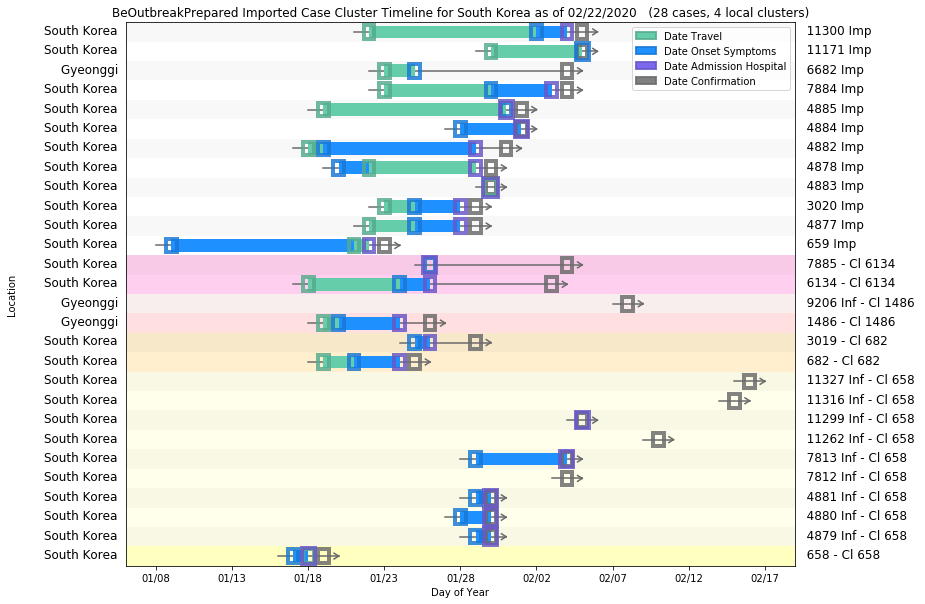 BeOutbreakPrepared Imported Case Cluster Timeline for South Korea as of 02/22/2020 (28 cases, 4 local clusters)
Date Travel
Date Onset Symptoms
Date Admission Hospital
Date Confirmation
South Korea 11300 Imp
South Korea 11171 Imp
Gyeonggi 6682 Imp
South Korea 7884 Imp
South Korea 4885 Imp
South Korea 4884 Imp
South Korea 4882 Imp
South Korea 4878 Imp
South Korea 4883 Imp
South Korea 3020 Imp
South Korea 4877 Imp
South Korea 659 Imp
South Korea 7885 - Cl 6134
South Korea 6134 - Cl 6134
Gyeonggi 9206 Inf - Cl 1486
Gyeonggi 1486 - Cl 1486
South Korea 3019 - Cl 682
South Korea 682 - Cl 682
South Korea 11327 Inf - Cl 658
South Korea 11316 Inf - Cl 658
South Korea 11299 Inf - Cl 658
South Korea 11262 Inf - Cl 658
South Korea 7813 Inf - Cl 658
South Korea 7812 Inf - Cl 658
South Korea 4881 Inf - Cl 658
South Korea 4880 Inf - Cl 658
South Korea 4879 Inf - Cl 658
South Korea 658 - Cl 658
Location
01/08 01/13 01/18 01/23 01/28 02/02 02/07 02/12 02/17
Day of Year